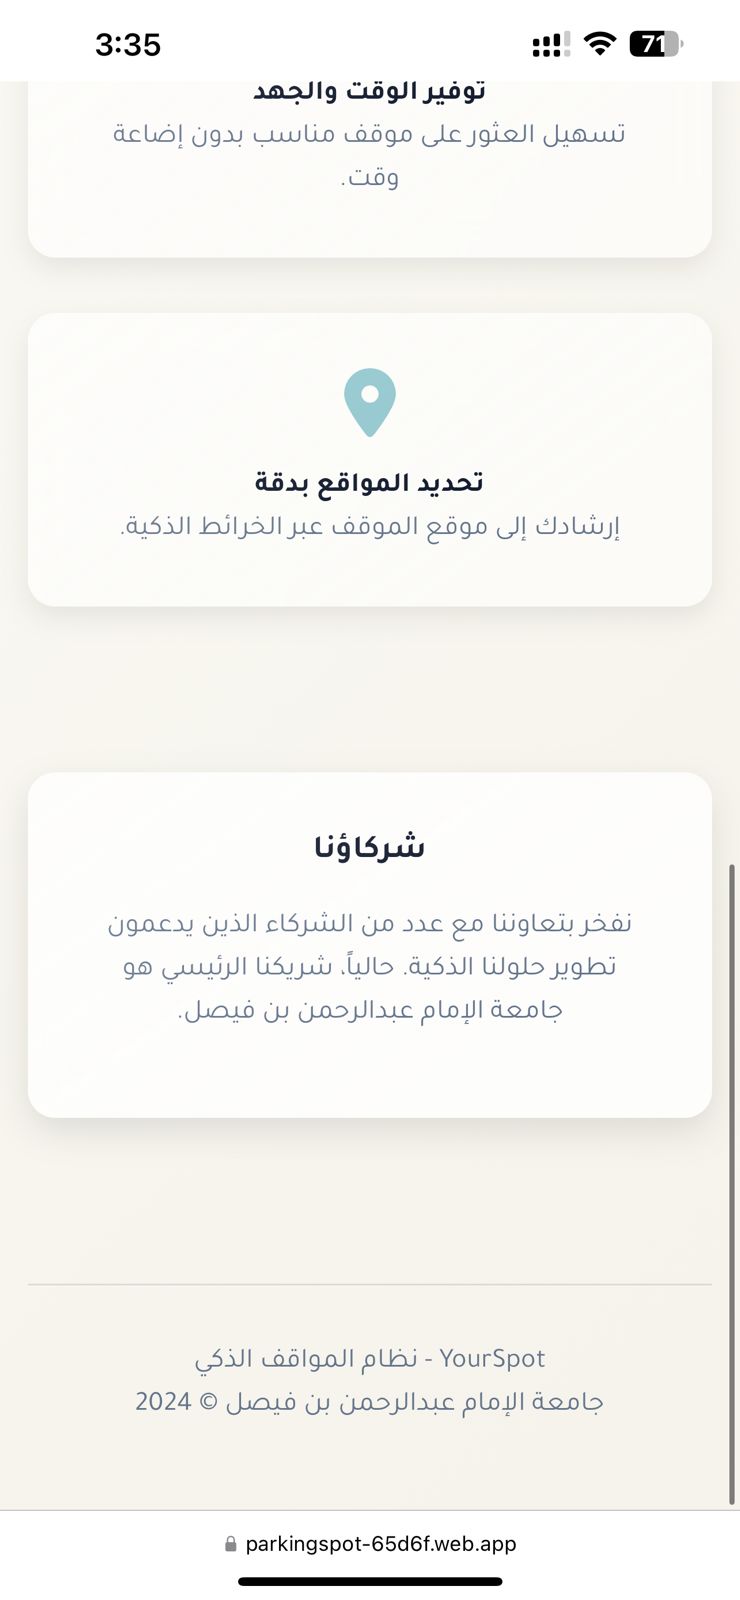 3:35
71
توفير الوقت والجهد
تسهيل العثور على موقف مناسب بدون إضاعة
وقت.
تحديد المواقع بدقة
إرشادك إلى موقع الموقف عبر الخرائط الذكية.
شركاؤنا
نفخر بتعاوننا مع عدد من الشركاء الذين يدعمون
تطوير حلولنا الذكية. حالياً، شريكنا الرئيسي هو
جامعة الإمام عبدالرحمن بن فيصل.
YourSpot - نظام المواقف الذكي
جامعة الإمام عبدالرحمن بن فيصل © 2024
parkingspot-65d6f.web.app